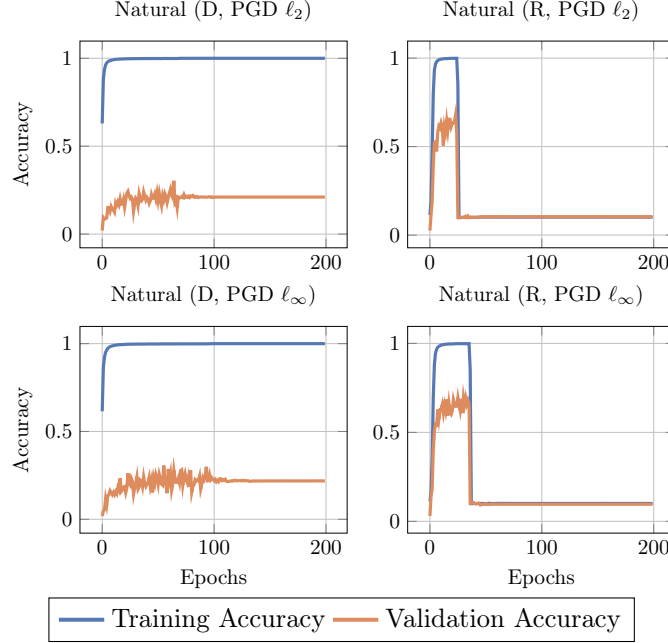 Natural (D, PGD ℓ₂)
Natural (R, PGD ℓ₂)
Accuracy
1
0.5
0
0
100
200
1
0.5
0
0
100
200
Natural (D, PGD ℓ∞)
Natural (R, PGD ℓ∞)
Accuracy
1
0.5
0
0
100
200
Epochs
1
0.5
0
0
100
200
Epochs
Training Accuracy
Validation Accuracy